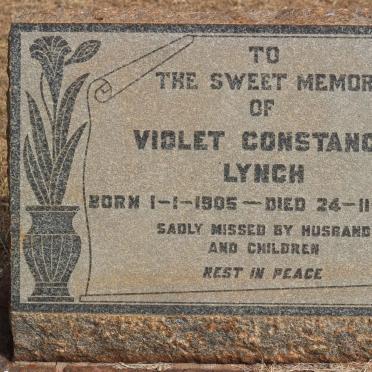 TO
THE SWEET MEMOR
OF
VIOLET CONSTANC
LYNCH
BORN 1-1-1905 — DIED 24-11
SADLY MISSED BY HUSBAND
AND CHILDREN
REST IN PEACE